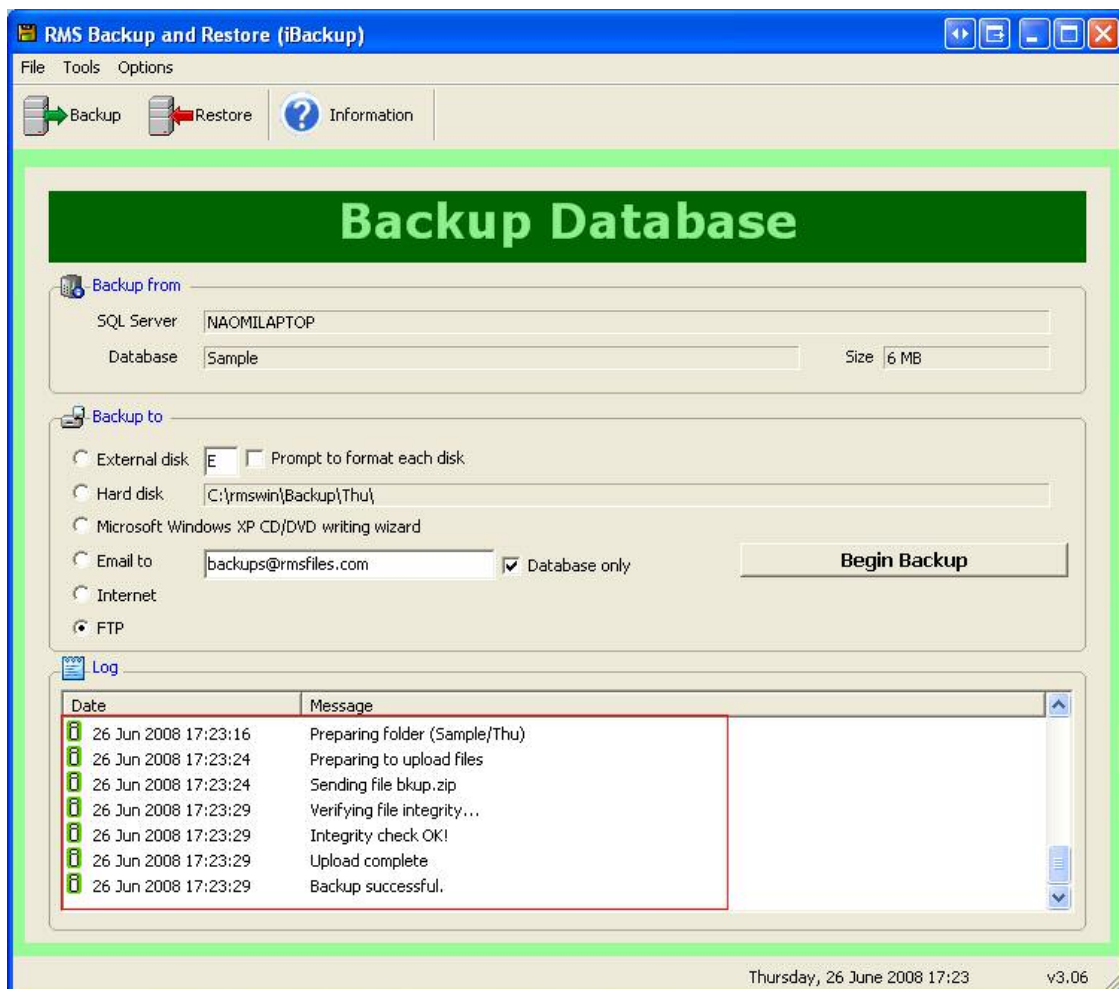 RMS Backup and Restore (iBackup)
File Tools Options
Backup Restore Information
Backup Database
Backup from
SQL Server NAOMILAPTOP
Database Sample Size 6 MB
Backup to
External disk E Prompt to format each disk
Hard disk C:\rmswin\Backup\Thu\
Microsoft Windows XP CD/DVD writing wizard
Email to backups@rmsfiles.com Database only Begin Backup
Internet
FTP
Log
Date Message
26 Jun 2008 17:23:16 Preparing folder (Sample/Thu)
26 Jun 2008 17:23:24 Preparing to upload files
26 Jun 2008 17:23:24 Sending file bkup.zip
26 Jun 2008 17:23:29 Verifying file integrity...
26 Jun 2008 17:23:29 Integrity check OK!
26 Jun 2008 17:23:29 Upload complete
26 Jun 2008 17:23:29 Backup successful.
Thursday, 26 June 2008 17:23 v3.06